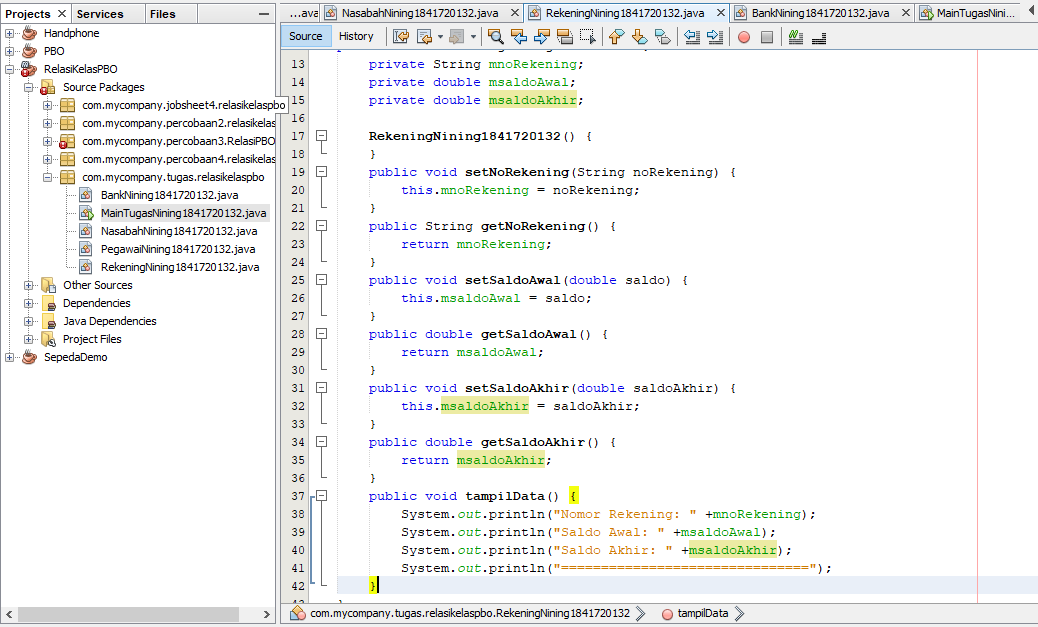 Projects Services Files
Handphone
PBO
RelasiKelasPBO
Source Packages
com.mycompany.jobsheet4.relasikelaspbo
com.mycompany.percobaan2.relasikelas
com.mycompany.percobaan3.RelasiPBO
com.mycompany.percobaan4.relasikelas
com.mycompany.tugas.relasikelaspbo
BankNining1841720132.java
MainTugasNining1841720132.java
NasabahNining1841720132.java
PegawaiNining1841720132.java
RekeningNining1841720132.java
Other Sources
Dependencies
Java Dependencies
Project Files
SepedaDemo
...ava NasabahNining1841720132.java RekeningNining1841720132.java BankNining1841720132.java MainTugasNini...
Source History
13 private String mnoRekening;
14 private double msaldoAwal;
15 private double msaldoAkhir;
16
17 RekeningNining1841720132() {
18 }
19 public void setNoRekening(String noRekening) {
20 this.mnoRekening = noRekening;
21 }
22 public String getNoRekening() {
23 return mnoRekening;
24 }
25 public void setSaldoAwal(double saldo) {
26 this.msaldoAwal = saldo;
27 }
28 public double getSaldoAwal() {
29 return msaldoAwal;
30 }
31 public void setSaldoAkhir(double saldoAkhir) {
32 this.msaldoAkhir = saldoAkhir;
33 }
34 public double getSaldoAkhir() {
35 return msaldoAkhir;
36 }
37 public void tampilData() {
38 System.out.println("Nomor Rekening: " +mnoRekening);
39 System.out.println("Saldo Awal: " +msaldoAwal);
40 System.out.println("Saldo Akhir: " +msaldoAkhir);
41 System.out.println("===============================");
42 }
com.mycompany.tugas.relasikelaspbo.RekeningNining1841720132 tampilData